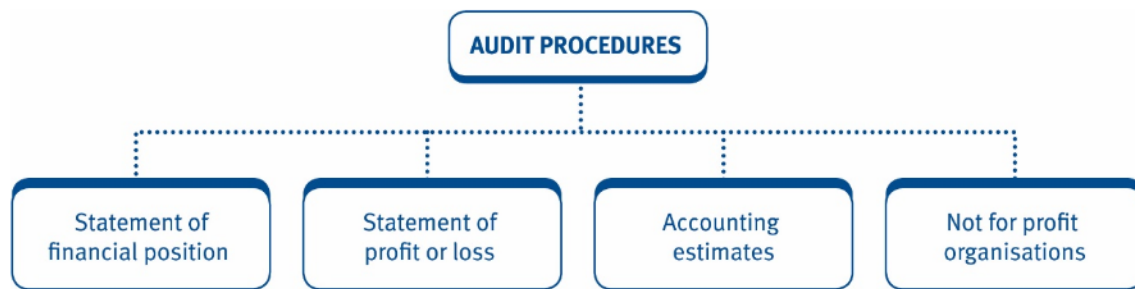 AUDIT PROCEDURES
Statement of
financial position
Statement of
profit or loss
Accounting
estimates
Not for profit
organisations